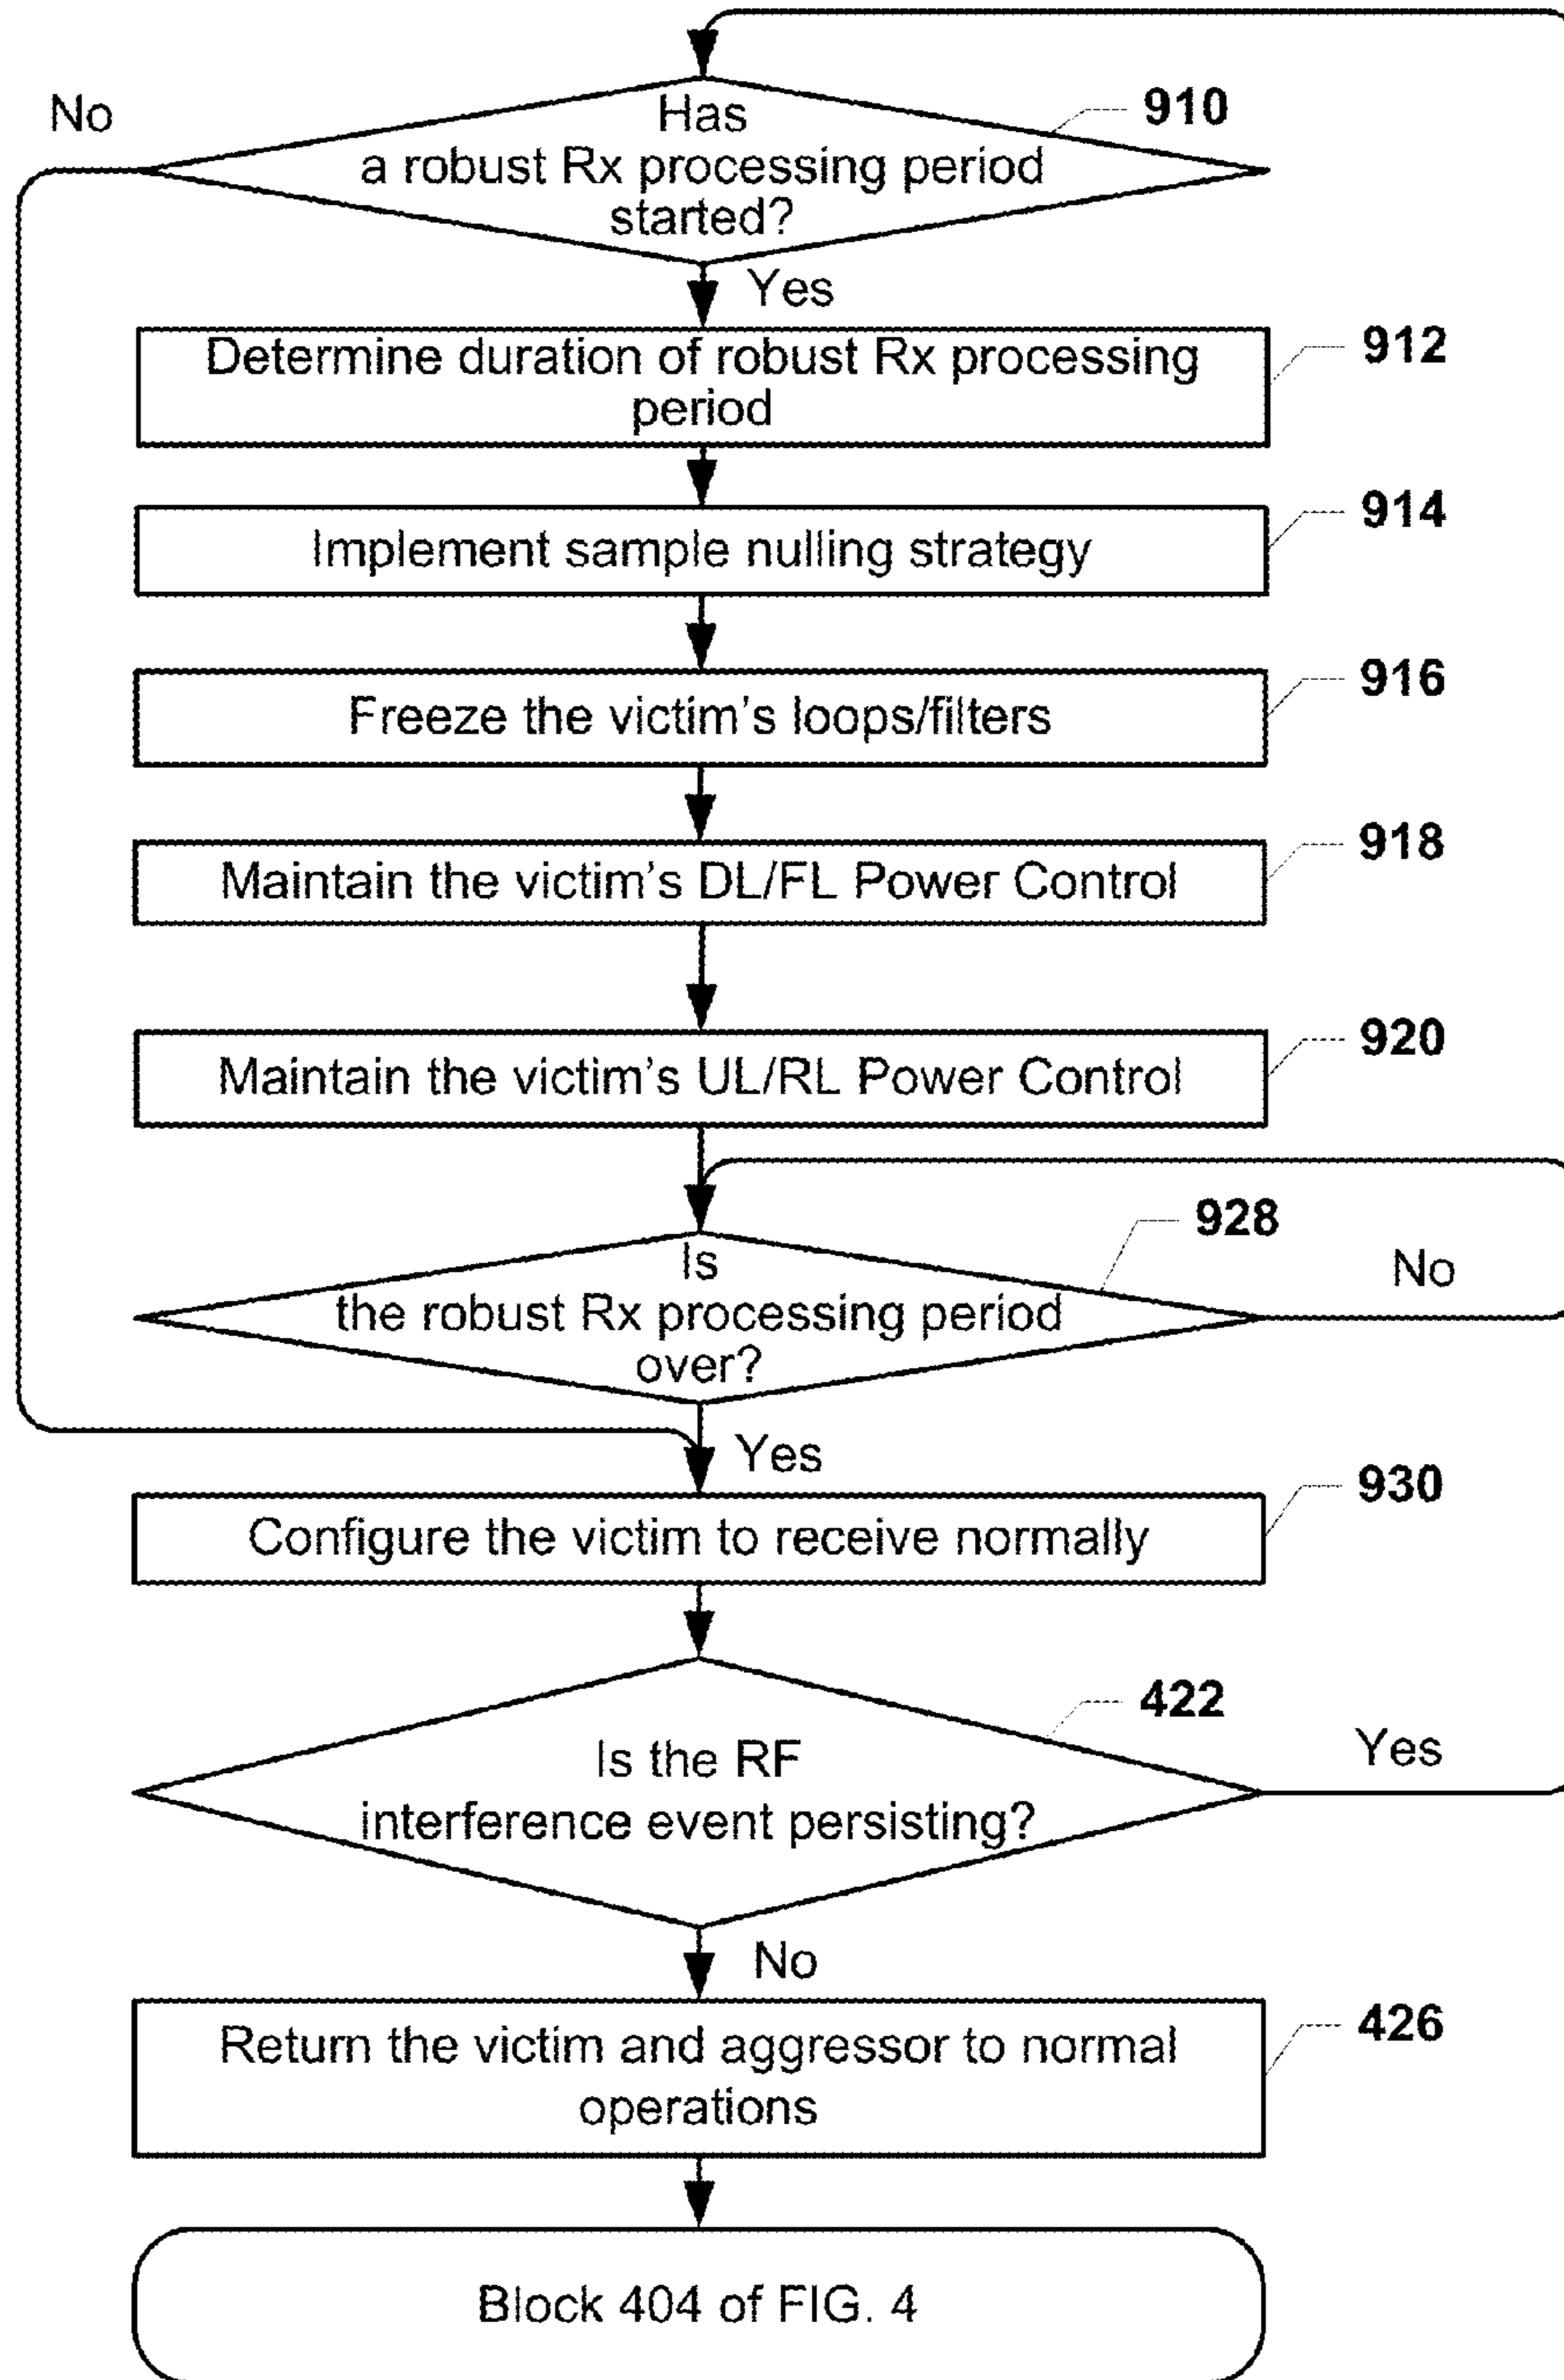 No
Has
a robust Rx processing period
started?
910
Yes
Determine duration of robust Rx processing
period
912
Implement sample nulling strategy
914
Freeze the victim's loops/filters
916
Maintain the victim's DL/FL Power Control
918
Maintain the victim's UL/RL Power Control
920
Is
the robust Rx processing period
over?
928
No
Yes
Configure the victim to receive normally
930
Is the RF
interference event persisting?
422
Yes
No
Return the victim and aggressor to normal
operations
426
Block 404 of FIG. 4